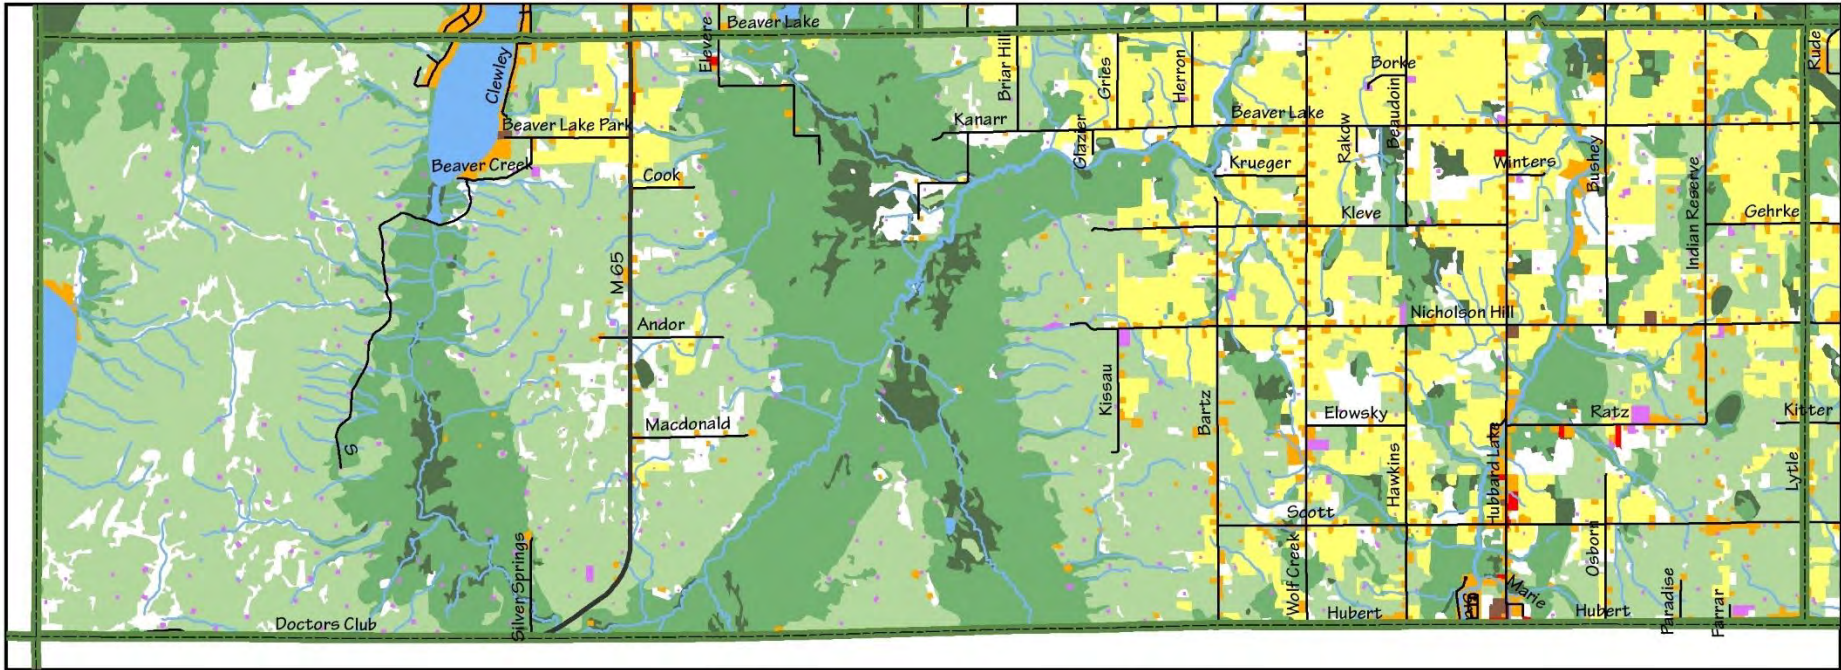 Beaver Lake
Elevere
Clewley
Briar Hill
Gries
Herron
Borke
Rude
Beaver Lake Park
Kanarr
Glazier
Beaver Lake
Rakow
Beaudoin
Beaver Creek
Cook
Krueger
Winters
Bushey
Indian Reserve
Kleve
Gehrke
M 65
Andor
Nicholson Hill
Kissau
Bartz
Macdonald
Elowsky
Ratz
Kitter
S
Hawkins
Hubbard Lake
Lytle
Scott
Silver Springs
Wolf Creek
Osborn
Doctors Club
Hubert
Marie
Hubert
Paradise
Farrar